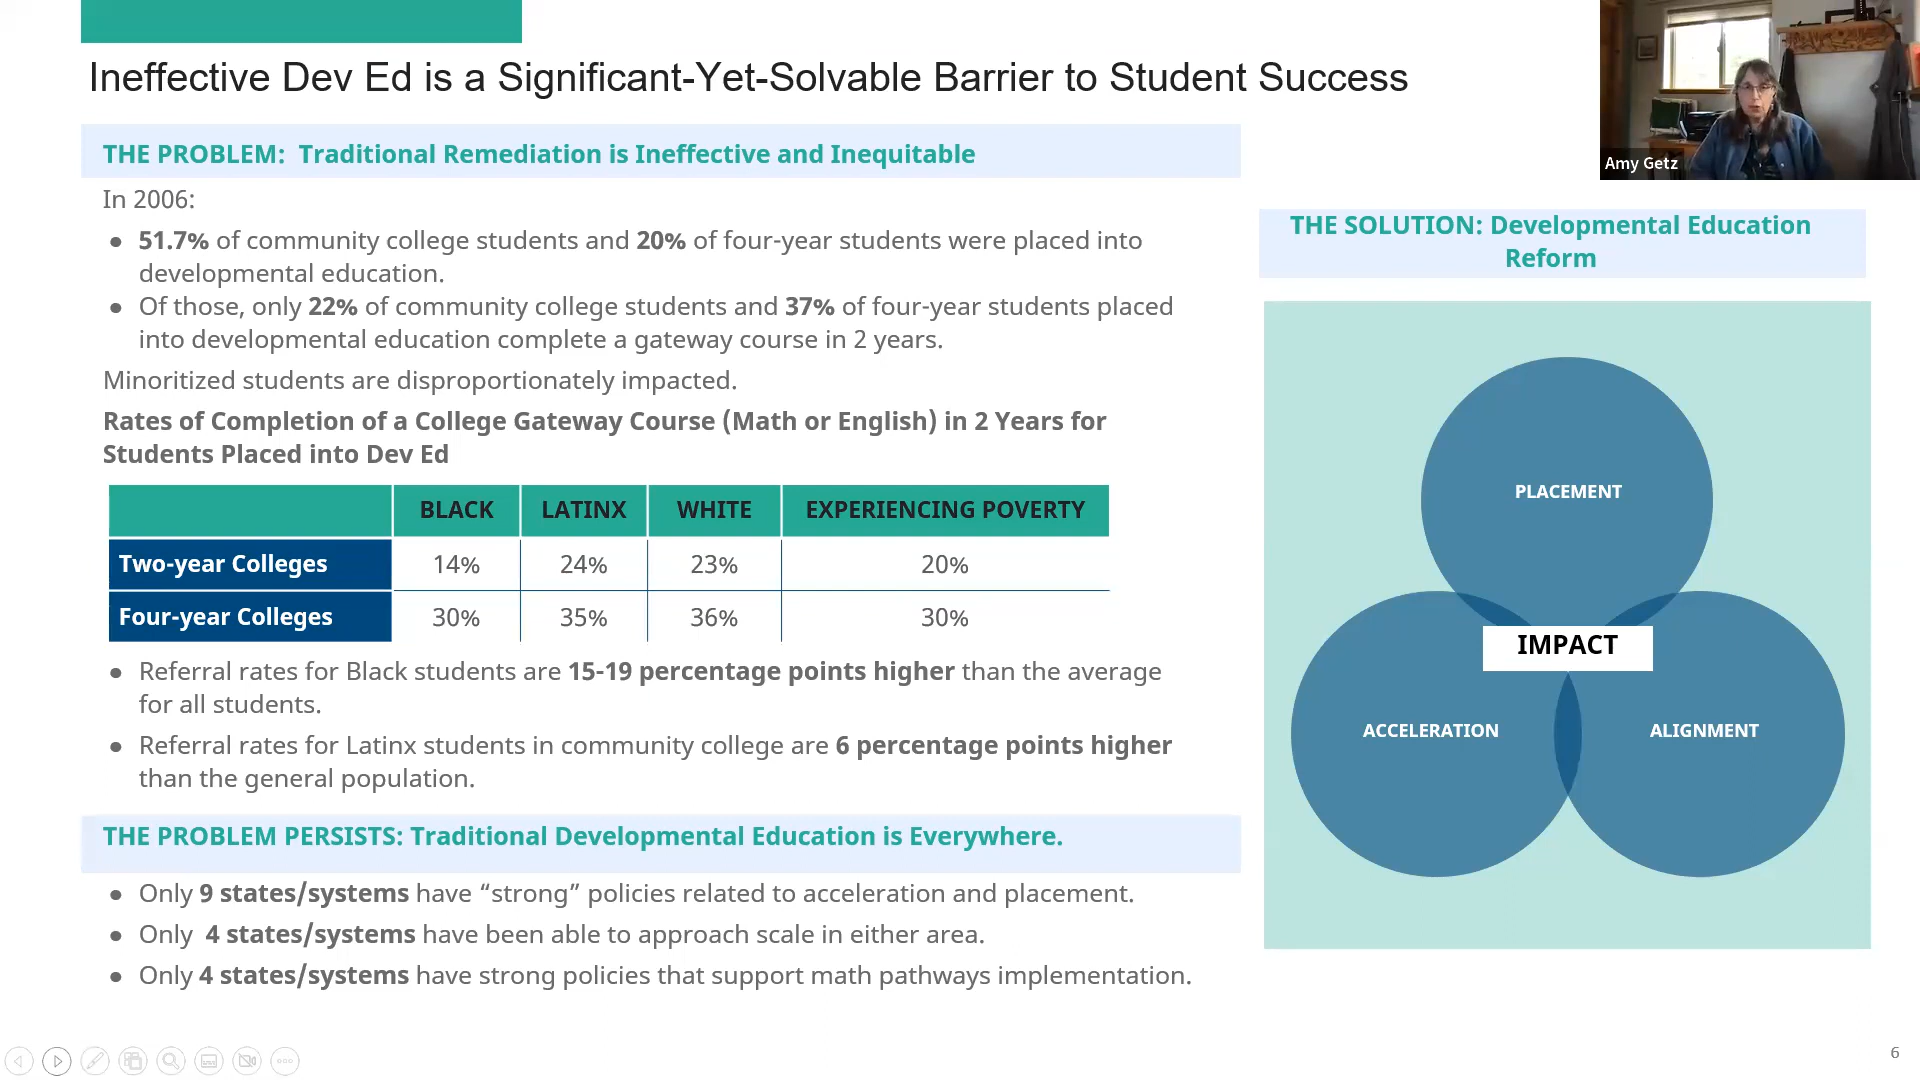 Ineffective Dev Ed is a Significant-Yet-Solvable Barrier to Student Success
THE PROBLEM:  Traditional Remediation is Ineffective and Inequitable
In 2006:
● 51.7% of community college students and 20% of four-year students were placed into
developmental education.
● Of those, only 22% of community college students and 37% of four-year students placed
into developmental education complete a gateway course in 2 years.
Minoritized students are disproportionately impacted.
Rates of Completion of a College Gateway Course (Math or English) in 2 Years for
Students Placed into Dev Ed
BLACK LATINX WHITE EXPERIENCING POVERTY
Two-year Colleges 14% 24% 23% 20%
Four-year Colleges 30% 35% 36% 30%
● Referral rates for Black students are 15-19 percentage points higher than the average
for all students.
● Referral rates for Latinx students in community college are 6 percentage points higher
than the general population.
THE PROBLEM PERSISTS: Traditional Developmental Education is Everywhere.
● Only 9 states/systems have “strong” policies related to acceleration and placement.
● Only  4 states/systems have been able to approach scale in either area.
● Only 4 states/systems have strong policies that support math pathways implementation.
Amy Getz
THE SOLUTION: Developmental Education
Reform
PLACEMENT
IMPACT
ACCELERATION
ALIGNMENT
6